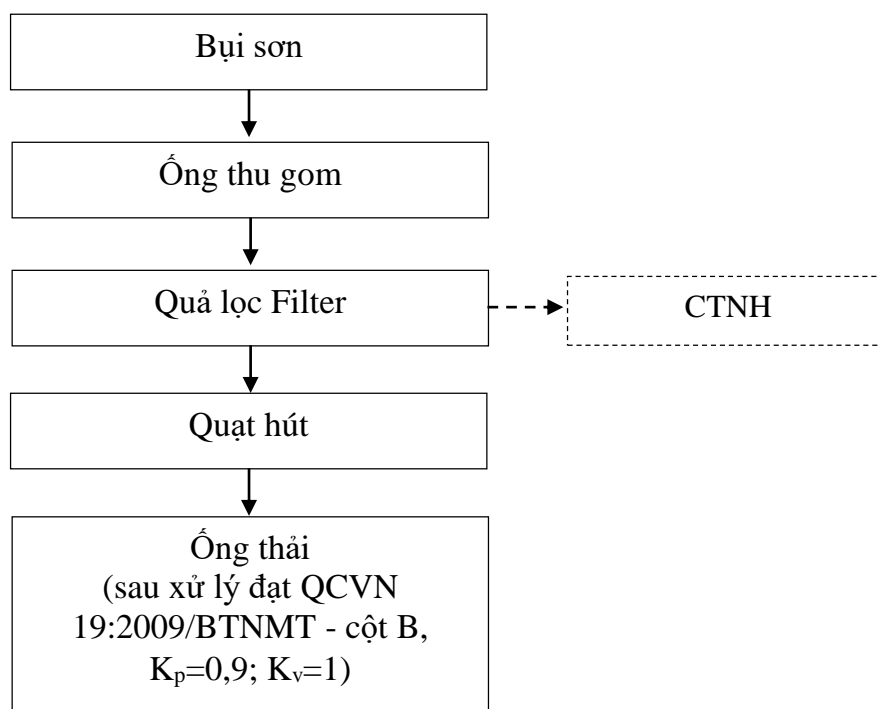 Bụi sơn
Ống thu gom
Quả lọc Filter
CTNH
Quạt hút
Ống thải
(sau xử lý đạt QCVN
19:2009/BTNMT - cột B,
Kp=0,9; Kv=1)